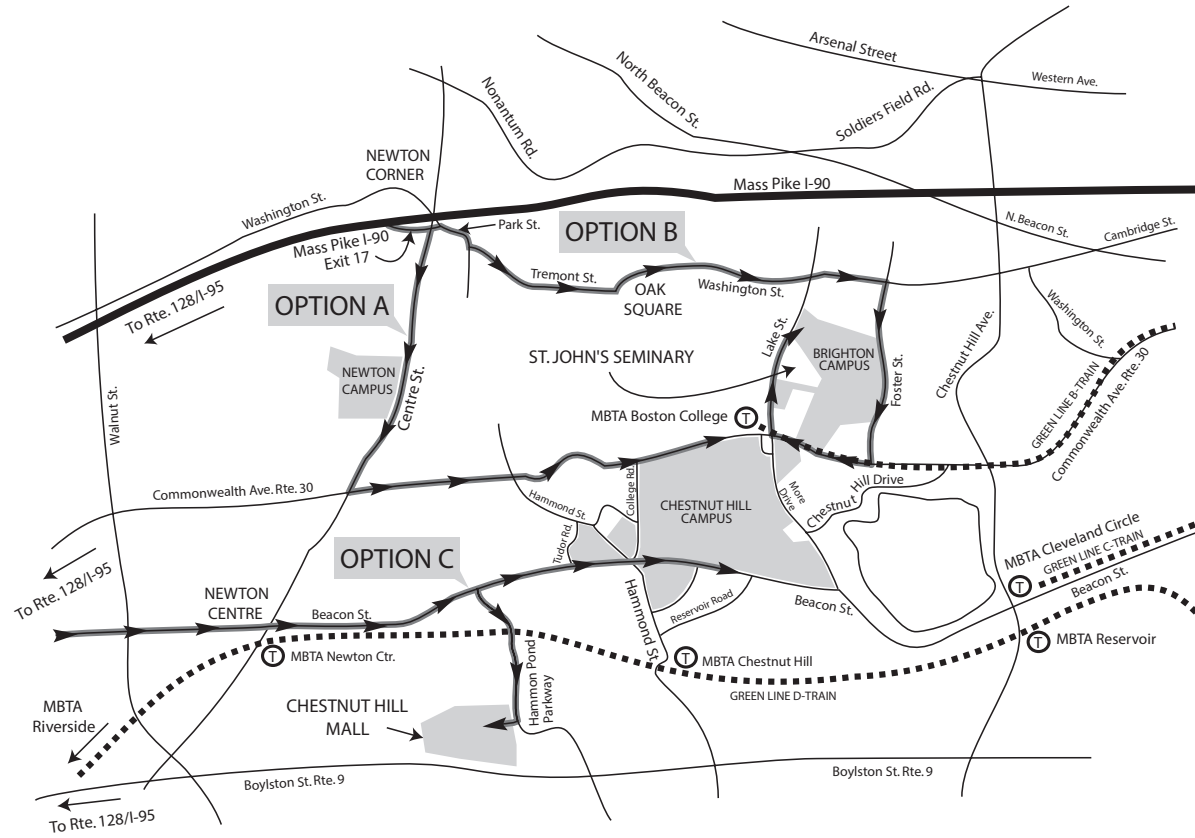 Arsenal Street
Western Ave.
North Beacon St.
Soldiers Field Rd.
Nonantum Rd.
NEWTON
CORNER
Mass Pike I-90
Washington St.
Park St.
N. Beacon St.
Cambridge St.
Mass Pike I-90
Exit 17
OPTION B
Tremont St.
OAK
SQUARE
Washington St.
To Rte. 128/I-95
OPTION A
Lake St.
Washington St.
Chestnut Hill Ave.
ST. JOHN'S SEMINARY
BRIGHTON
CAMPUS
Foster St.
NEWTON
CAMPUS
Centre St.
Walnut St.
MBTA Boston College
T
GREEN LINE B-TRAIN
Commonwealth Ave. Rte. 30
Commonwealth Ave. Rte. 30
Hammond St.
College Rd.
CHESTNUT HILL
CAMPUS
More
Drive
Chestnut
Hill Drive
Tudor Rd.
OPTION C
To Rte. 128/I-95
MBTA Cleveland Circle
GREEN LINE C-TRAIN
T
NEWTON
CENTRE
Beacon St.
Hammond St.
Reservoir Road
Beacon St.
Beacon St.
T
MBTA Reservoir
T
MBTA Newton Ctr.
T
MBTA Chestnut Hill
GREEN LINE D-TRAIN
Hammon Pond
Parkway
MBTA
Riverside
CHESTNUT HILL
MALL
Boylston St. Rte. 9
Boylston St. Rte. 9
To Rte. 128/I-95